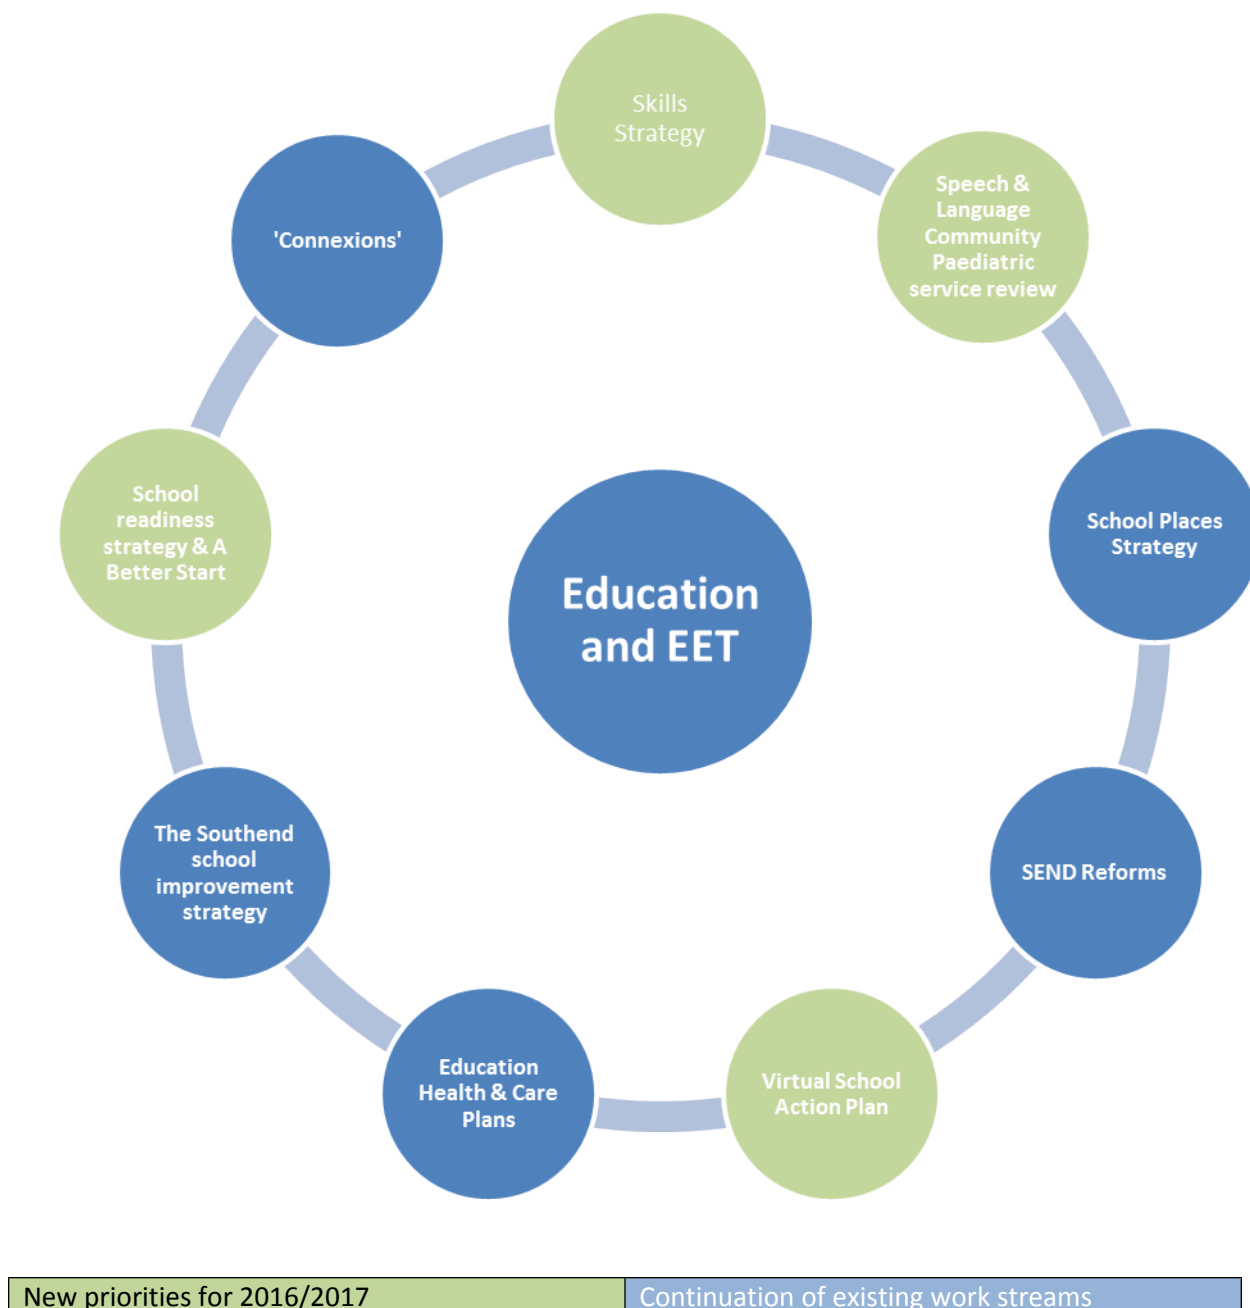 Skills
Strategy
Speech &
Language
Community
Paediatric
service review
'Connexions'
School Places
Strategy
School
readiness
strategy & A
Better Start
Education
and EET
SEND Reforms
The Southend
school
improvement
strategy
Education
Health & Care
Plans
Virtual School
Action Plan
New priorities for 2016/2017
Continuation of existing work streams